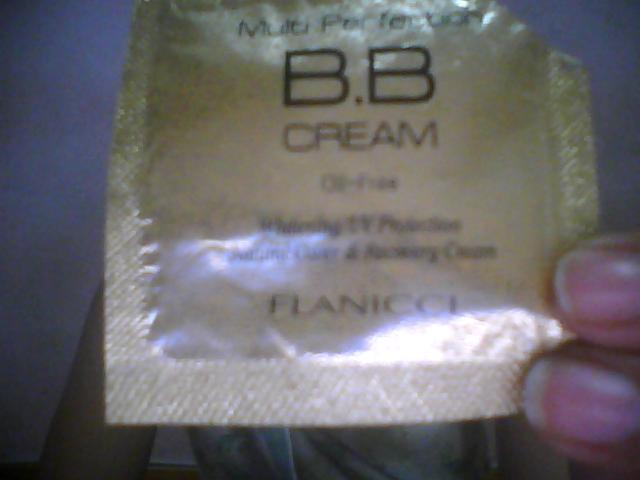 Multi Perfection
B.B
CREAM
Oil-Free
Whitening UV Protection
Natural Cover & Recovery Cream
FLANICCI